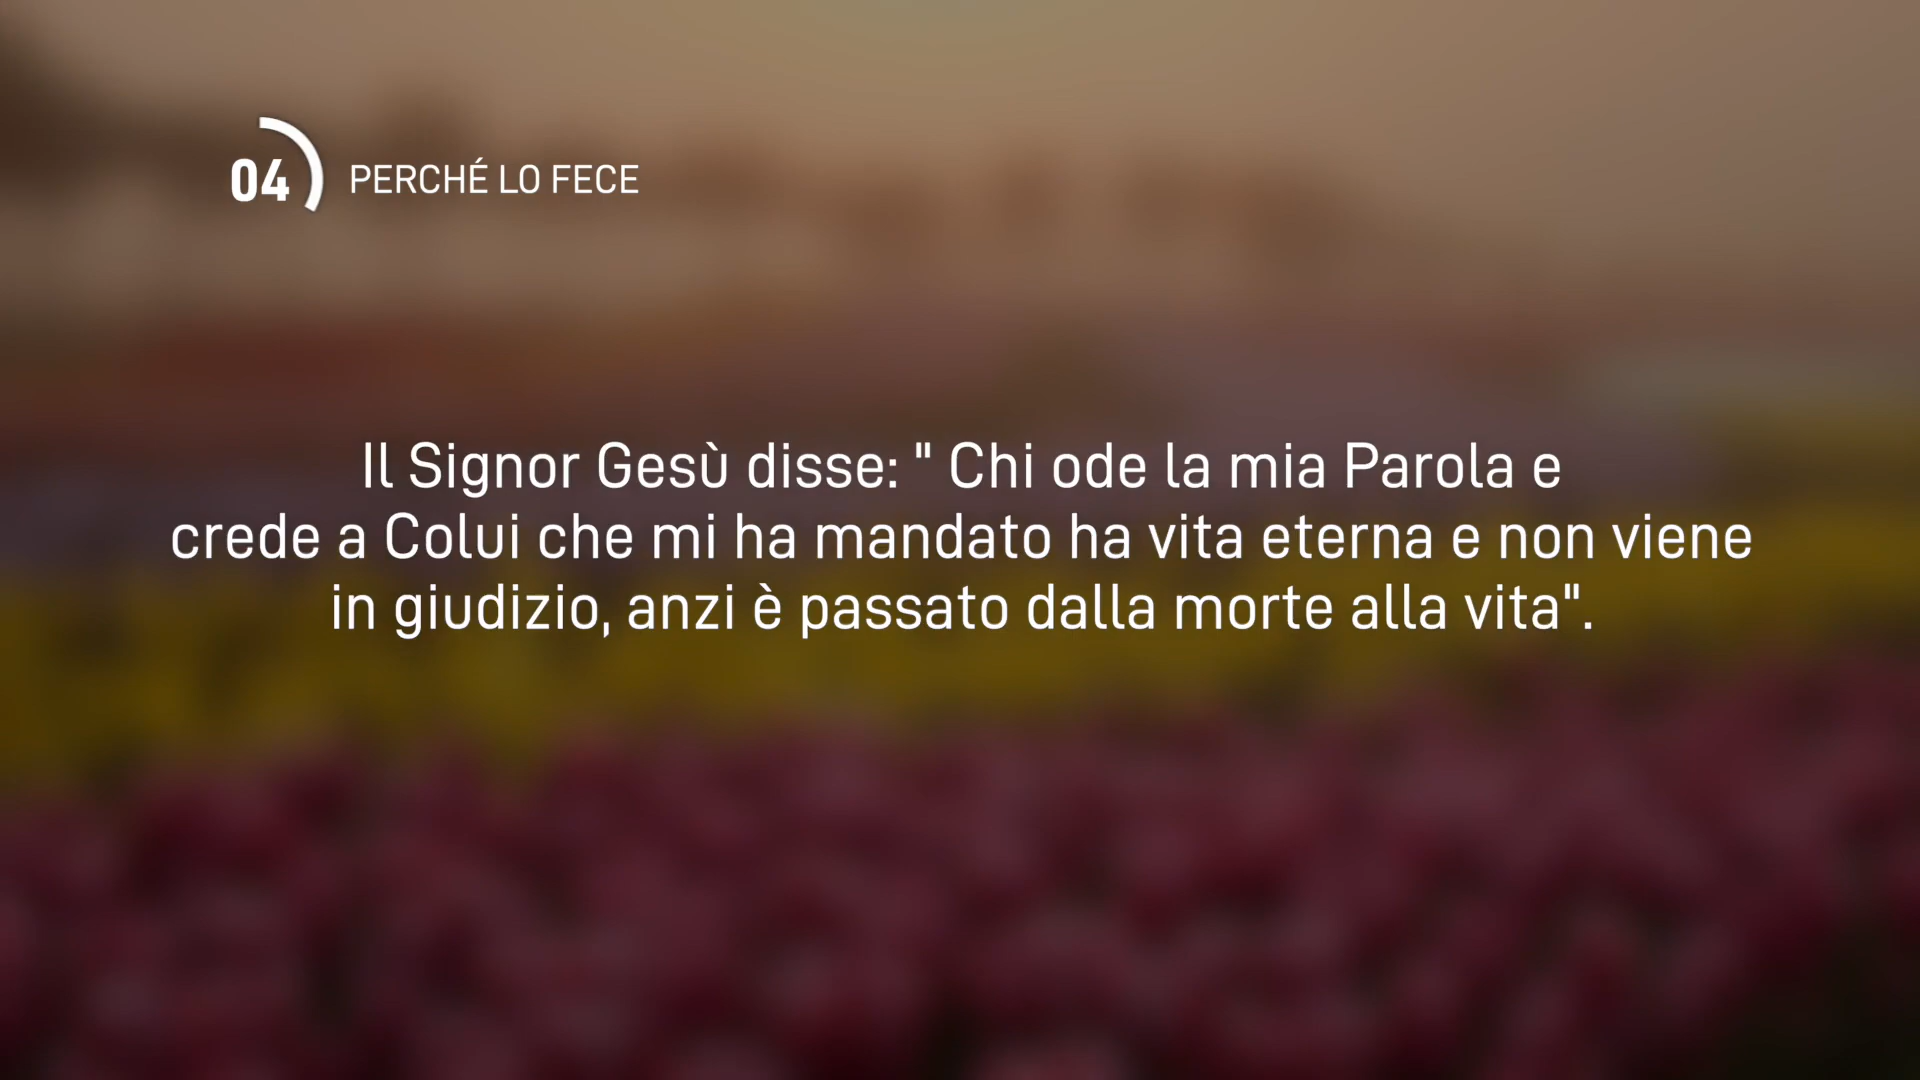 04 PERCHÉ LO FECE
Il Signor Gesù disse: " Chi ode la mia Parola e
crede a Colui che mi ha mandato ha vita eterna e non viene
in giudizio, anzi è passato dalla morte alla vita".